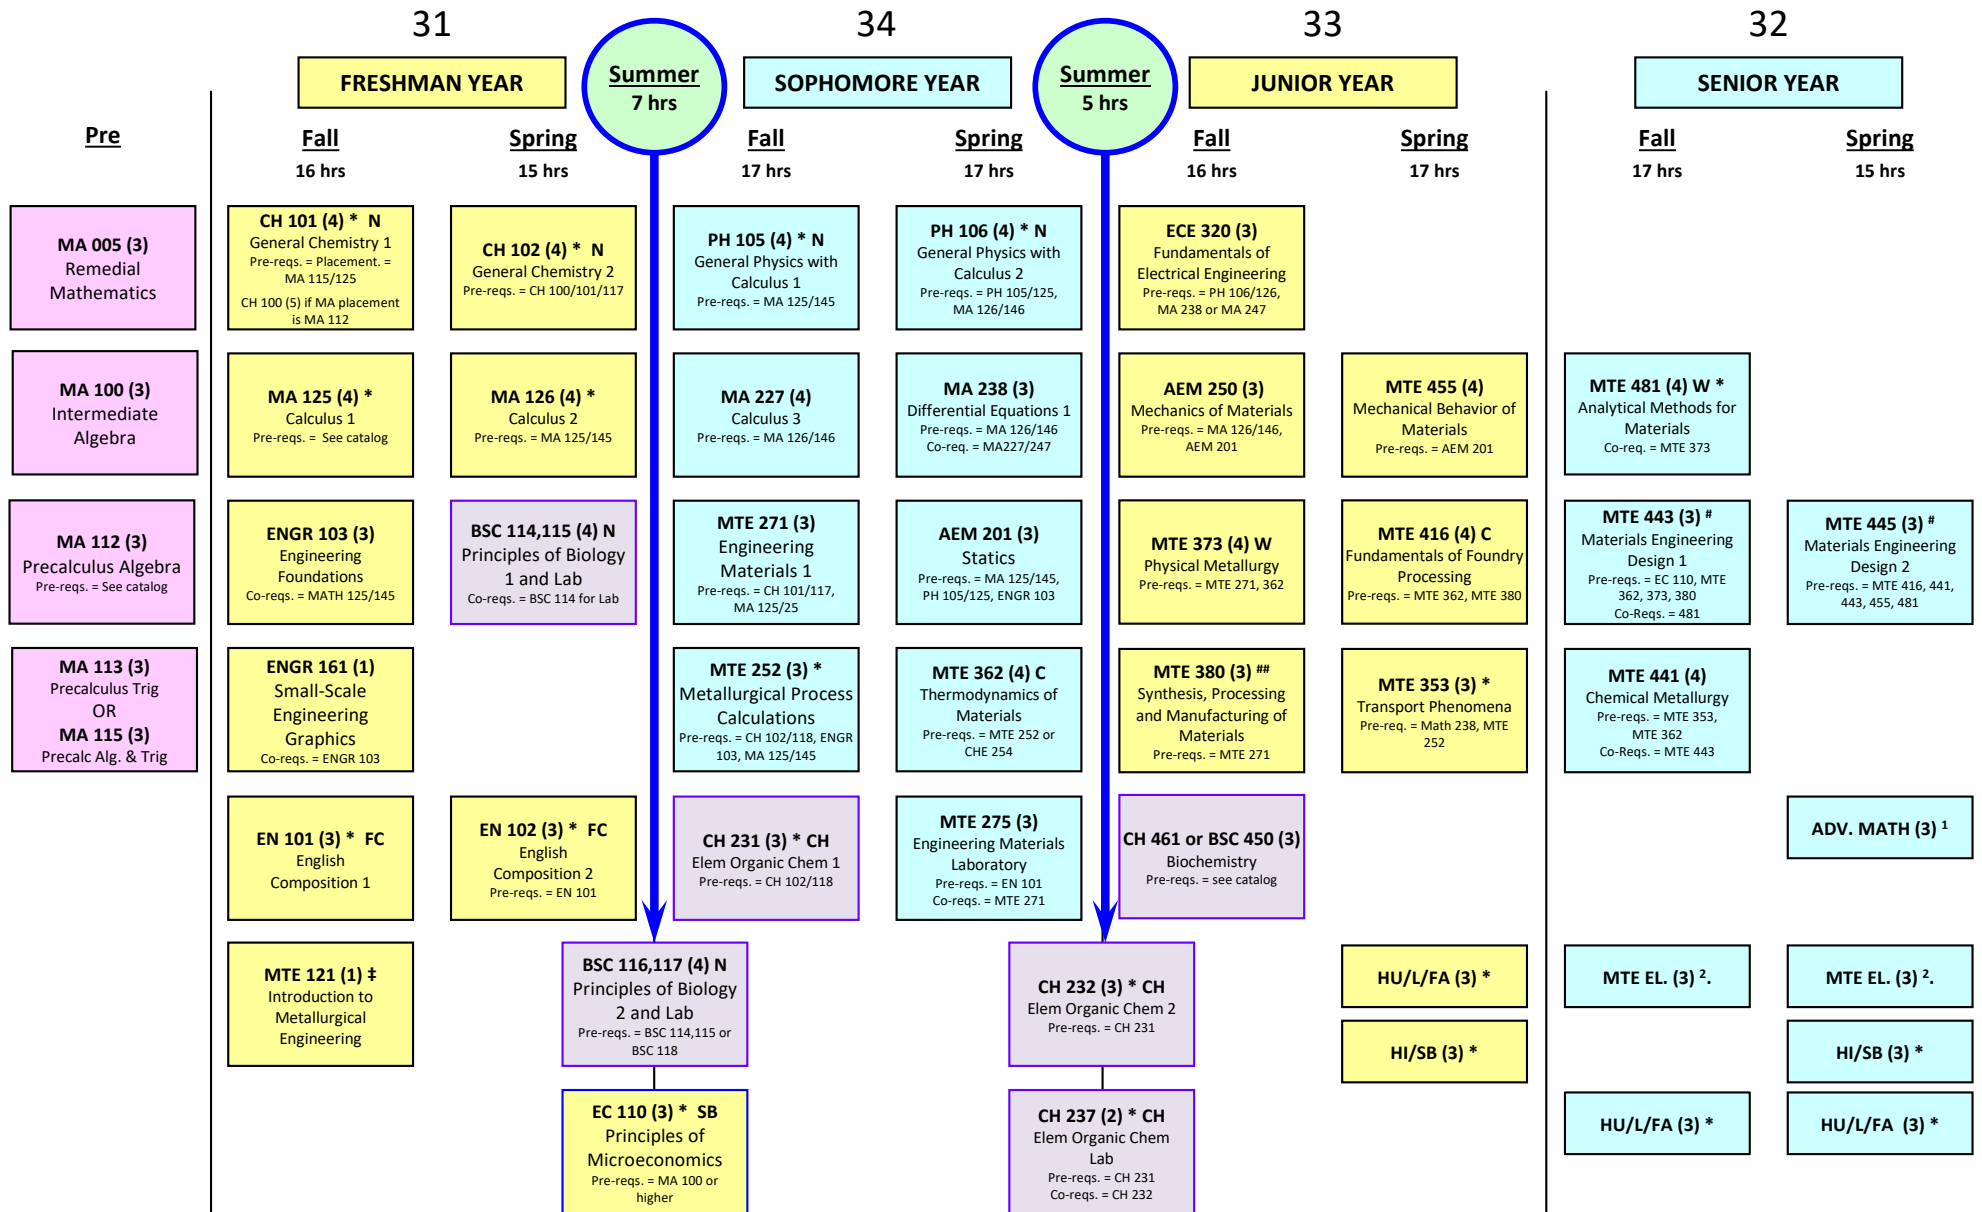 31
34
33
32
FRESHMAN YEAR
Summer
7 hrs
SOPHOMORE YEAR
Summer
5 hrs
JUNIOR YEAR
SENIOR YEAR
Pre
Fall
16 hrs
Spring
15 hrs
Fall
17 hrs
Spring
17 hrs
Fall
16 hrs
Spring
17 hrs
Fall
17 hrs
Spring
15 hrs
MA 005 (3)
Remedial
Mathematics
CH 101 (4) * N
General Chemistry 1
Pre-reqs. = Placement. =
MA 115/125
CH 100 (5) if MA placement
is MA 112
CH 102 (4) * N
General Chemistry 2
Pre-reqs. = CH 100/101/117
PH 105 (4) * N
General Physics with
Calculus 1
Pre-reqs. = MA 125/145
PH 106 (4) * N
General Physics with
Calculus 2
Pre-reqs. = PH 105/125,
MA 126/146
ECE 320 (3)
Fundamentals of
Electrical Engineering
Pre-reqs. = PH 106/126,
MA 238 or MA 247
MA 100 (3)
Intermediate
Algebra
MA 125 (4) *
Calculus 1
Pre-reqs. = See catalog
MA 126 (4) *
Calculus 2
Pre-reqs. = MA 125/145
MA 227 (4)
Calculus 3
Pre-reqs. = MA 126/146
MA 238 (3)
Differential Equations 1
Pre-reqs. = MA 126/146
Co-req. = MA227/247
AEM 250 (3)
Mechanics of Materials
Pre-reqs. = MA 126/146,
AEM 201
MTE 455 (4)
Mechanical Behavior of
Materials
Pre-reqs. = AEM 201
MTE 481 (4) W *
Analytical Methods for
Materials
Co-req. = MTE 373
MA 112 (3)
Precalculus Algebra
Pre-reqs. = See catalog
ENGR 103 (3)
Engineering
Foundations
Co-reqs. = MATH 125/145
BSC 114,115 (4) N
Principles of Biology
1 and Lab
Co-reqs. = BSC 114 for Lab
MTE 271 (3)
Engineering
Materials 1
Pre-reqs. = CH 101/117,
MA 125/25
AEM 201 (3)
Statics
Pre-reqs. = MA 125/145,
PH 105/125, ENGR 103
MTE 373 (4) W
Physical Metallurgy
Pre-reqs. = MTE 271, 362
MTE 416 (4) C
Fundamentals of Foundry
Processing
Pre-reqs. = MTE 362, MTE 380
MTE 443 (3) #
Materials Engineering
Design 1
Pre-reqs. = EC 110, MTE
362, 373, 380
Co-Reqs. = 481
MTE 445 (3) #
Materials Engineering
Design 2
Pre-reqs. = MTE 416, 441,
443, 455, 481
MA 113 (3)
Precalculus Trig
OR
MA 115 (3)
Precalc Alg. & Trig
ENGR 161 (1)
Small-Scale
Engineering
Graphics
Co-reqs. = ENGR 103
MTE 252 (3) *
Metallurgical Process
Calculations
Pre-reqs. = CH 102/118, ENGR
103, MA 125/145
MTE 362 (4) C
Thermodynamics of
Materials
Pre-reqs. = MTE 252 or
CHE 254
MTE 380 (3) ##
Synthesis, Processing
and Manufacturing of
Materials
Pre-reqs. = MTE 271
MTE 353 (3) *
Transport Phenomena
Pre-req. = Math 238, MTE
252
MTE 441 (4)
Chemical Metallurgy
Pre-reqs. = MTE 353,
MTE 362
Co-Reqs. = MTE 443
EN 101 (3) * FC
English
Composition 1
EN 102 (3) * FC
English
Composition 2
Pre-reqs. = EN 101
CH 231 (3) * CH
Elem Organic Chem 1
Pre-reqs. = CH 102/118
MTE 275 (3)
Engineering Materials
Laboratory
Pre-reqs. = EN 101
Co-reqs. = MTE 271
CH 461 or BSC 450 (3)
Biochemistry
Pre-reqs. = see catalog
ADV. MATH (3) 1
MTE 121 (1) ‡
Introduction to
Metallurgical
Engineering
BSC 116,117 (4) N
Principles of Biology
2 and Lab
Pre-reqs. = BSC 114,115 or
BSC 118
CH 232 (3) * CH
Elem Organic Chem 2
Pre-reqs. = CH 231
HU/L/FA (3) *
MTE EL. (3) 2.
MTE EL. (3) 2.
HI/SB (3) *
HI/SB (3) *
EC 110 (3) * SB
Principles of
Microeconomics
Pre-reqs. = MA 100 or
higher
CH 237 (2) * CH
Elem Organic Chem
Lab
Pre-reqs. = CH 231
Co-reqs. = CH 232
HU/L/FA (3) *
HU/L/FA (3) *